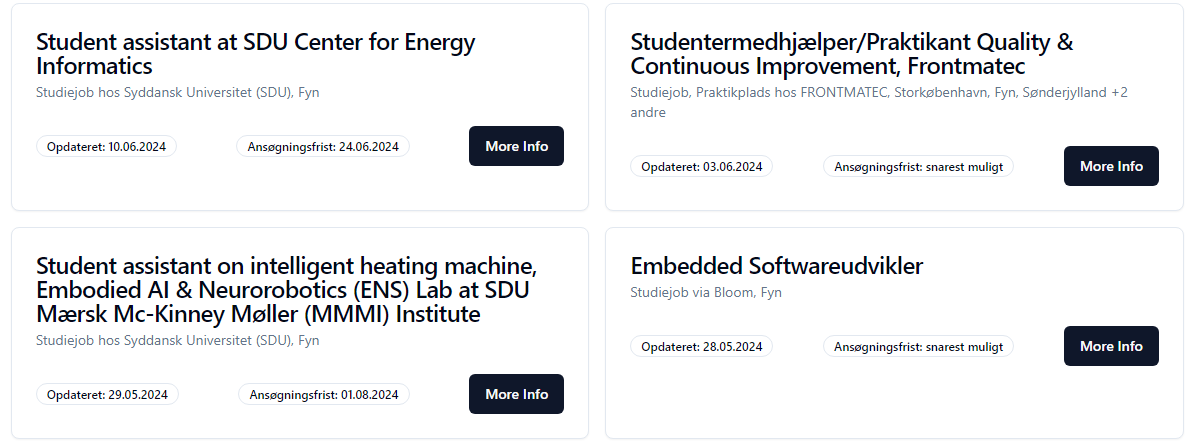 Student assistant at SDU Center for Energy
Informatics
Studiejob hos Syddansk Universitet (SDU), Fyn
Opdateret: 10.06.2024
Ansøgningsfrist: 24.06.2024
More Info
Studentermedhjælper/Praktikant Quality &
Continuous Improvement, Frontmatec
Studiejob, Praktikplads hos FRONTMATEC, Storkøbenhavn, Fyn, Sønderjylland +2
andre
Opdateret: 03.06.2024
Ansøgningsfrist: snarest muligt
More Info
Student assistant on intelligent heating machine,
Embodied AI & Neurorobotics (ENS) Lab at SDU
Mærsk Mc-Kinney Møller (MMMI) Institute
Studiejob hos Syddansk Universitet (SDU), Fyn
Opdateret: 29.05.2024
Ansøgningsfrist: 01.08.2024
More Info
Embedded Softwareudvikler
Studiejob via Bloom, Fyn
Opdateret: 28.05.2024
Ansøgningsfrist: snarest muligt
More Info